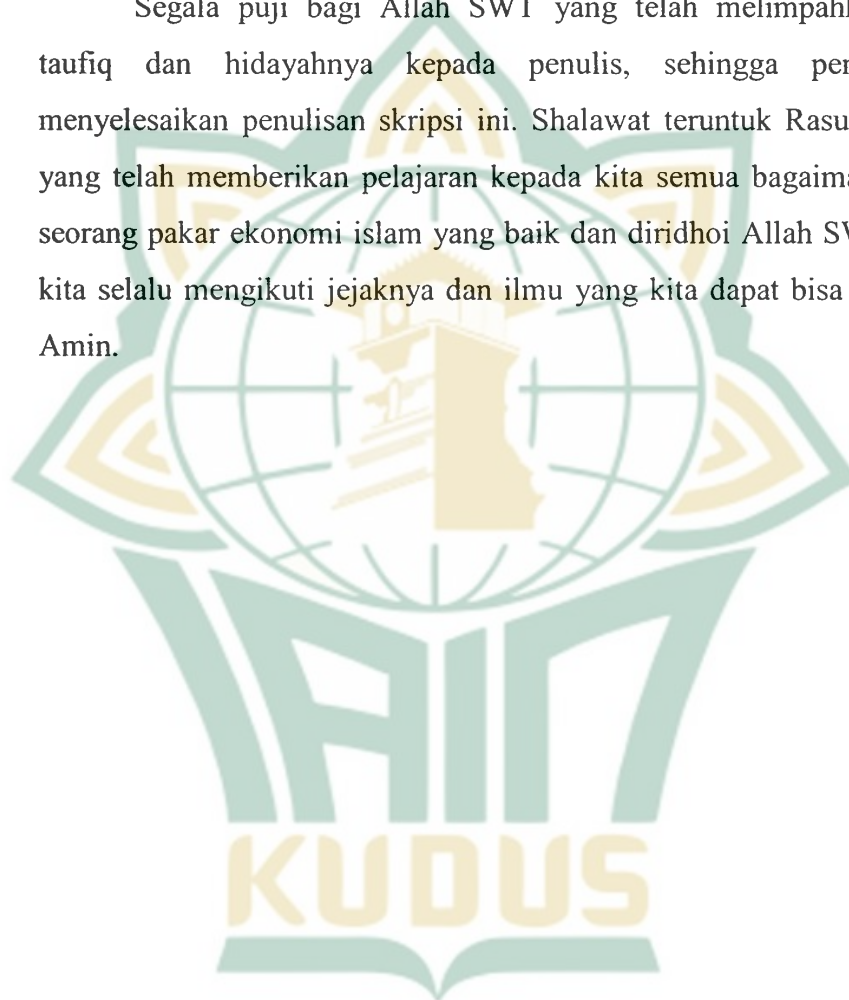 Segala puji bagi Allah SWT yang telah melimpahk
taufiq dan hidayahnya kepada penulis, sehingga pen
menyelesaikan penulisan skripsi ini. Shalawat teruntuk Rasu
yang telah memberikan pelajaran kepada kita semua bagaima
seorang pakar ekonomi islam yang baik dan diridhoi Allah SW
kita selalu mengikuti jejaknya dan ilmu yang kita dapat bisa
Amin.
IAIN
KUDUS